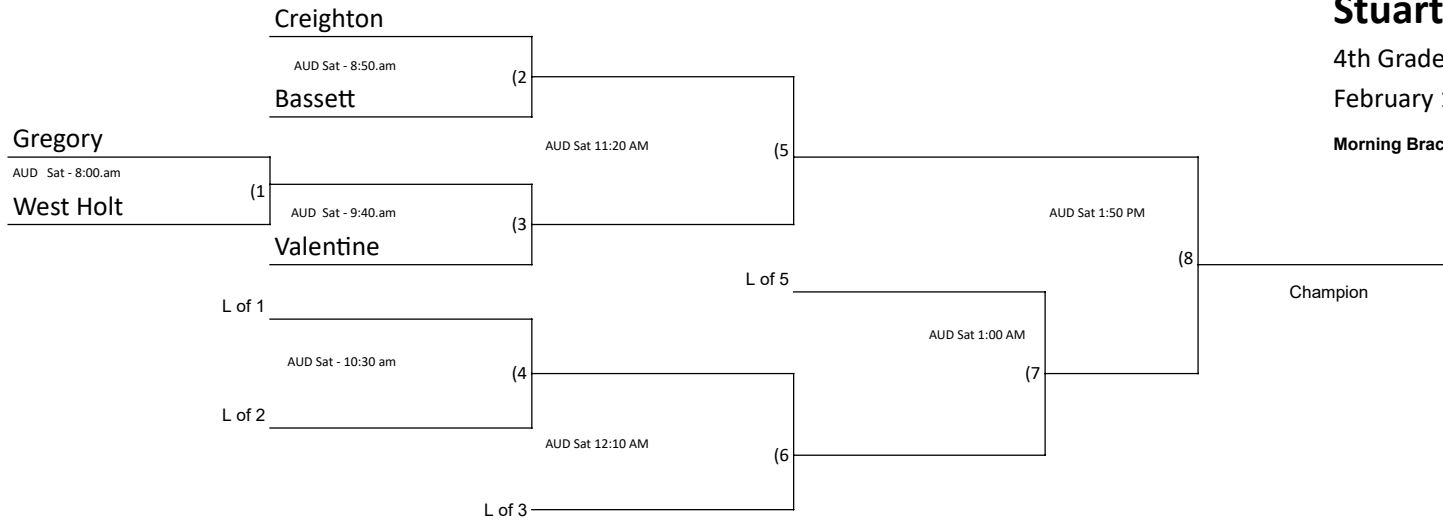 Stuart
4th Grade
February
Morning
Creighton
AUD Sat - 8:50.am
(2
Bassett
Gregory
AUD Sat 11:20 AM
(5
AUD Sat - 8:00.am
(1
West Holt
AUD Sat - 9:40.am
(3
AUD Sat 1:50 PM
Valentine
(8
L of 5
Champion
L of 1
AUD Sat 1:00 AM
AUD Sat - 10:30 am
(4
(7
L of 2
AUD Sat 12:10 AM
(6
L of 3